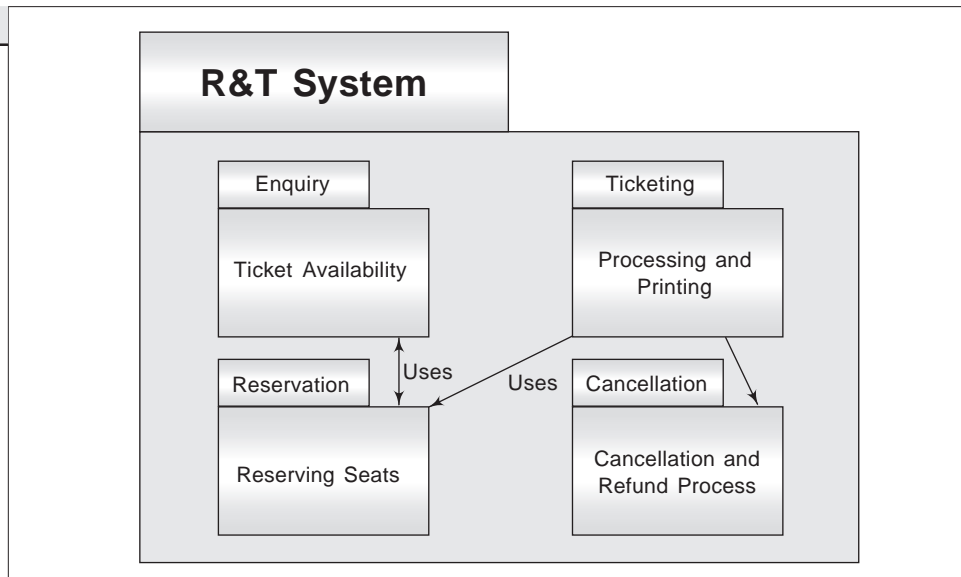 R&T System
Enquiry
Ticket Availability
Ticketing
Processing and
Printing
Uses
Uses
Reservation
Reserving Seats
Cancellation
Cancellation and
Refund Process